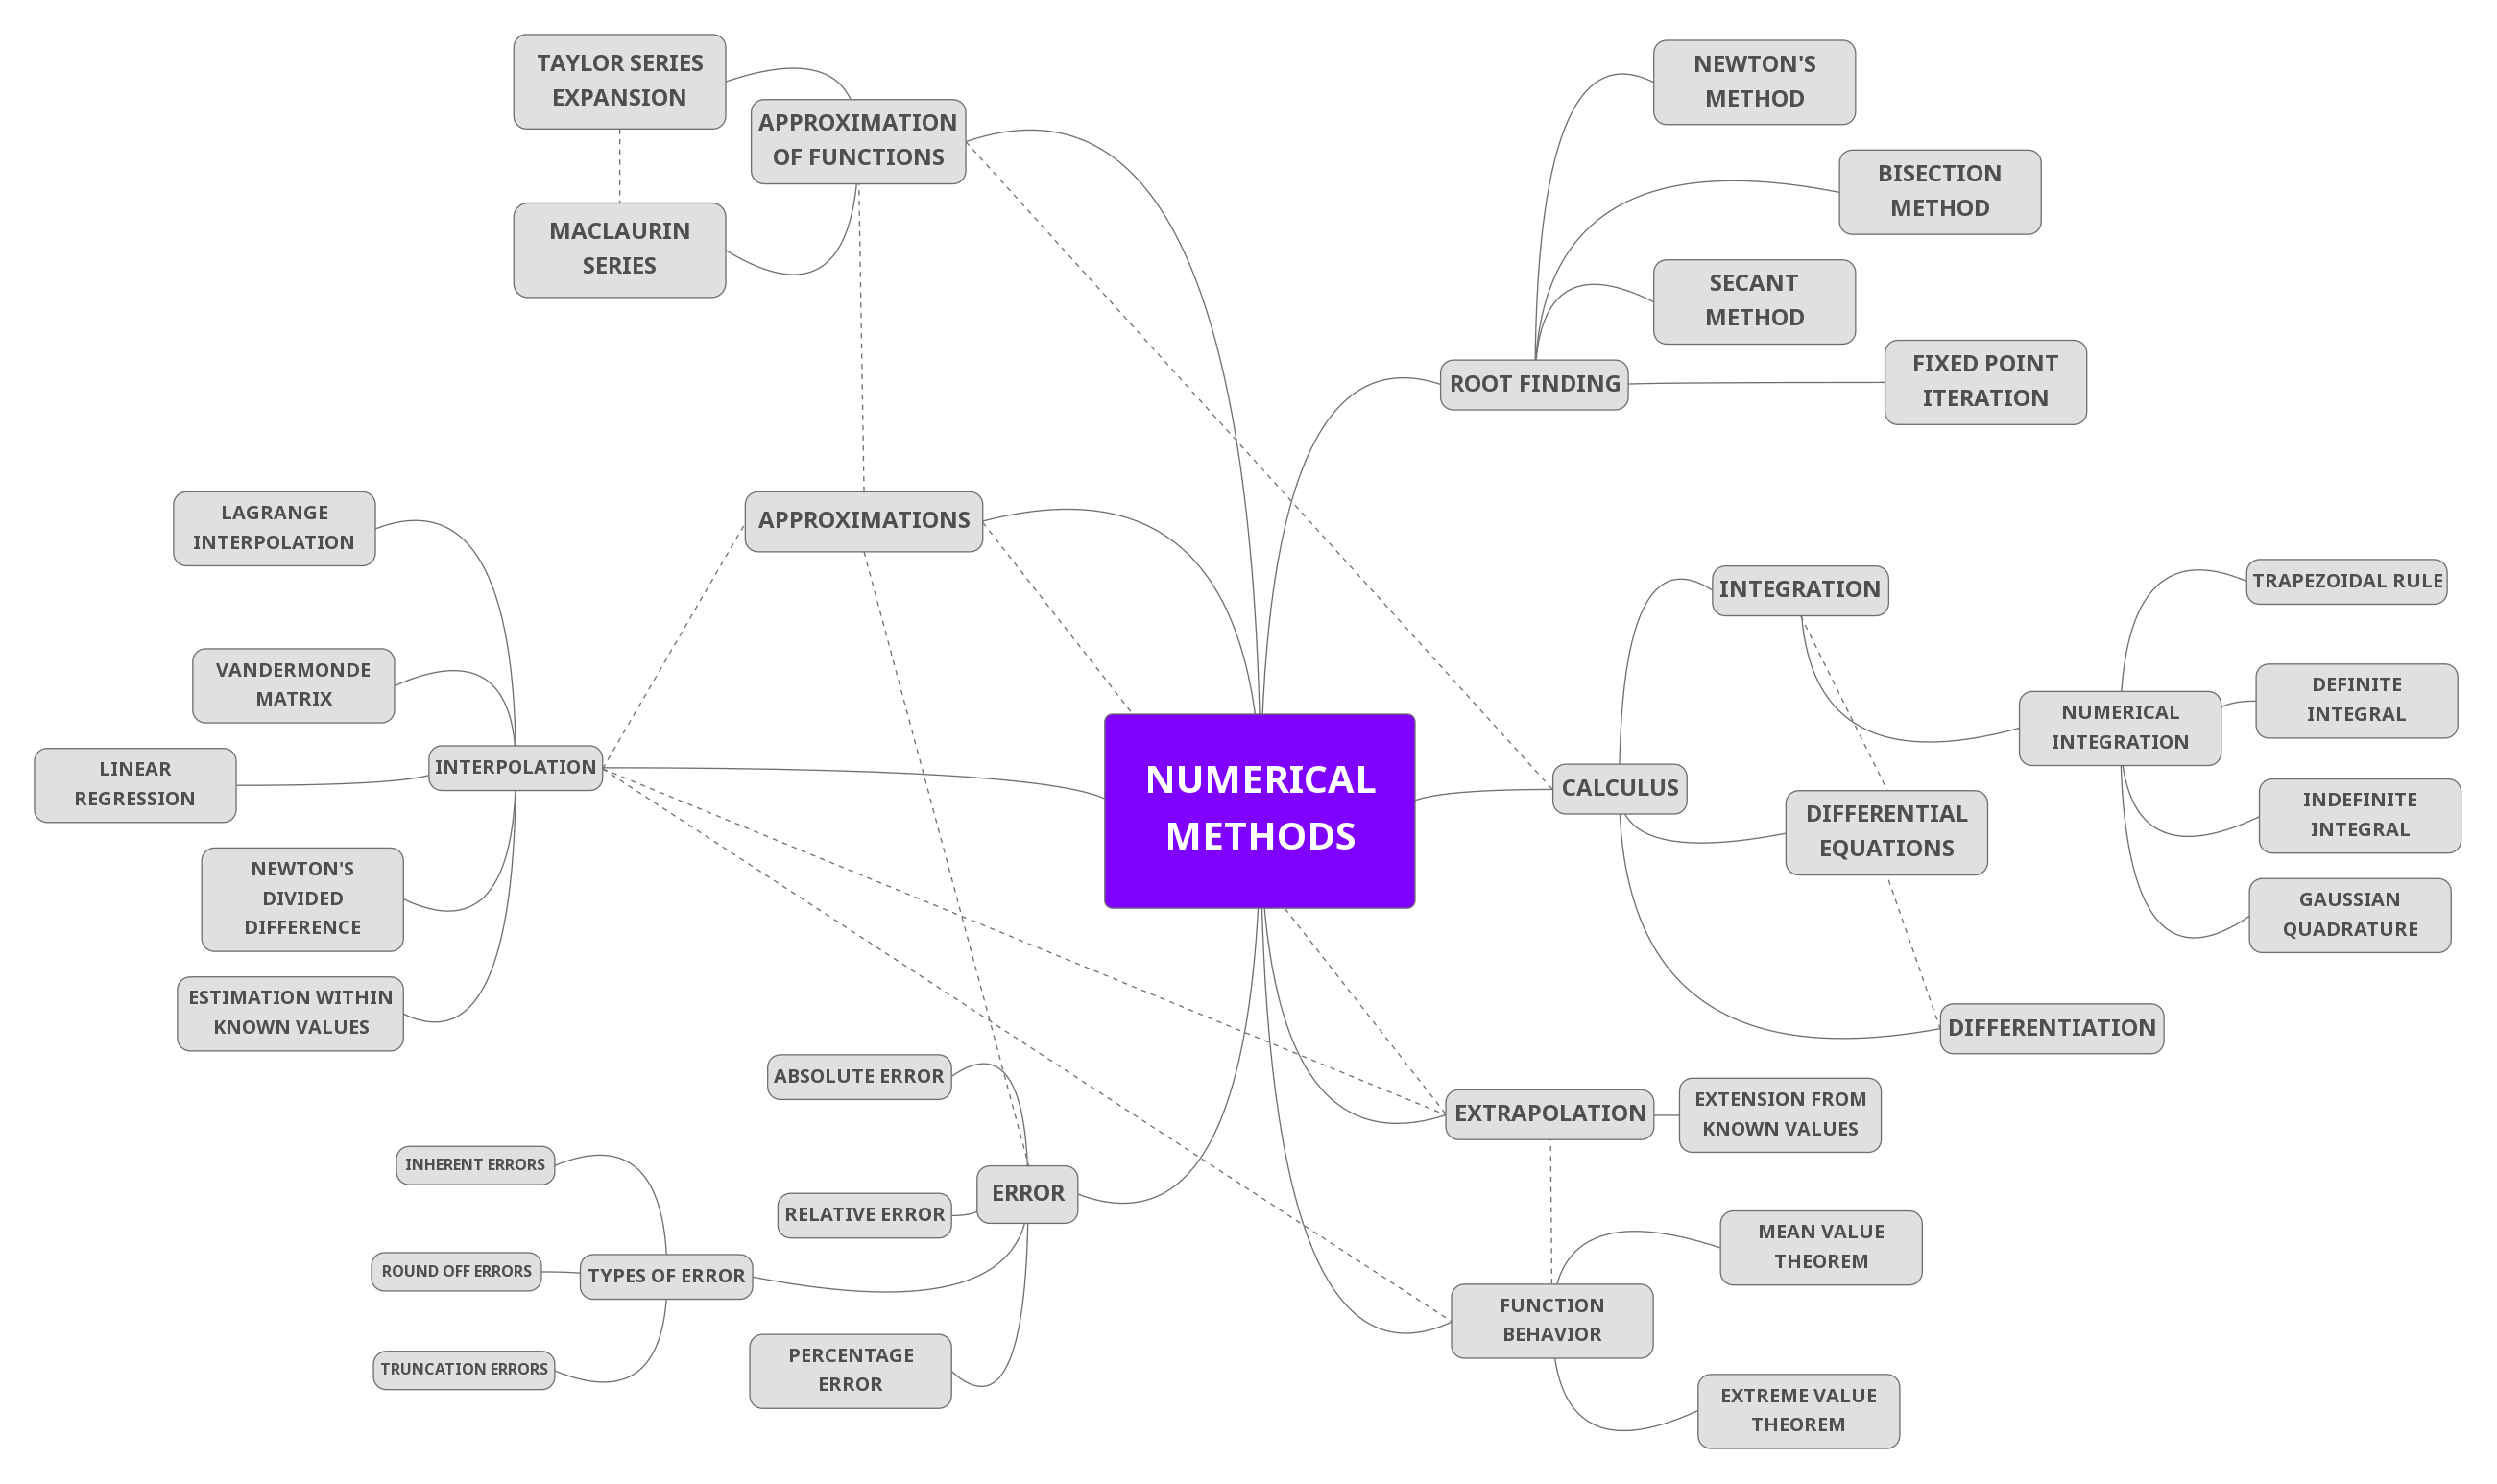 TAYLOR SERIES
EXPANSION
APPROXIMATION
OF FUNCTIONS
MACLAURIN
SERIES
NEWTON'S
METHOD
BISECTION
METHOD
SECANT
METHOD
ROOT FINDING
FIXED POINT
ITERATION
LAGRANGE
INTERPOLATION
APPROXIMATIONS
VANDERMONDE
MATRIX
LINEAR
REGRESSION
INTERPOLATION
NEWTON'S
DIVIDED
DIFFERENCE
ESTIMATION WITHIN
KNOWN VALUES
NUMERICAL
METHODS
INTEGRATION
CALCULUS
DIFFERENTIAL
EQUATIONS
DIFFERENTIATION
NUMERICAL
INTEGRATION
TRAPEZOIDAL RULE
DEFINITE
INTEGRAL
INDEFINITE
INTEGRAL
GAUSSIAN
QUADRATURE
ABSOLUTE ERROR
ERROR
RELATIVE ERROR
INHERENT ERRORS
ROUND OFF ERRORS
TYPES OF ERROR
TRUNCATION ERRORS
PERCENTAGE
ERROR
EXTRAPOLATION
EXTENSION FROM
KNOWN VALUES
MEAN VALUE
THEOREM
FUNCTION
BEHAVIOR
EXTREME VALUE
THEOREM